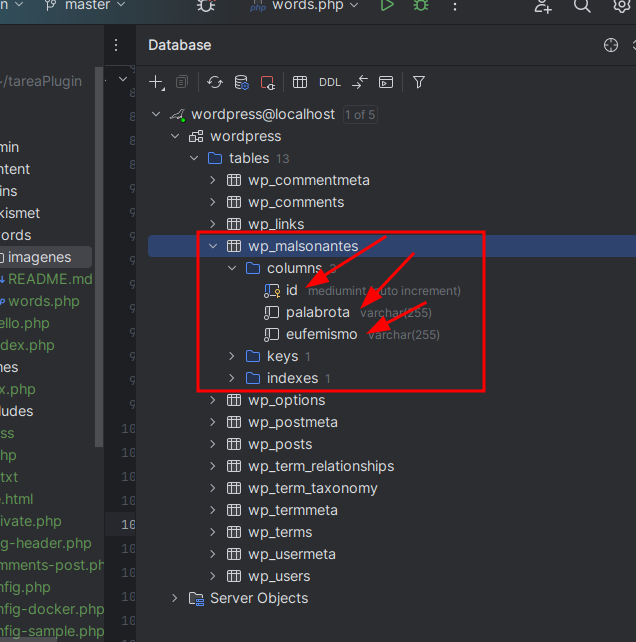 master
words.php
Database
~/tareaPlugin
DDL
wordpress@localhost 1 of 5
wordpress
tables 13
wp_commentmeta
wp_comments
wp_links
wp_malsonantes
columns 3
id mediumint (auto increment)
palabrota varchar(255)
eufemismo varchar(255)
keys 1
indexes 1
wp_options
wp_postmeta
wp_posts
wp_term_relationships
wp_term_taxonomy
wp_termmeta
wp_terms
wp_usermeta
wp_users
Server Objects
min
ntent
ins
kismet
ords
imagenes
README.md
words.php
ello.php
dex.php
nes
x.php
ludes
ss
hp
txt
.html
ivate.php
g-header.php
mments-post.ph
nfig.php
nfig-docker.php
nfig-sample.php